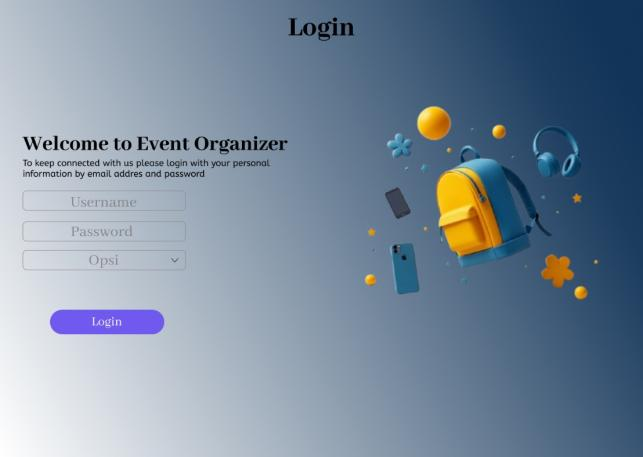 Login
Welcome to Event Organizer
To keep connected with us please login with your personal
information by email addres and password
Username
Password
Opsi
Login